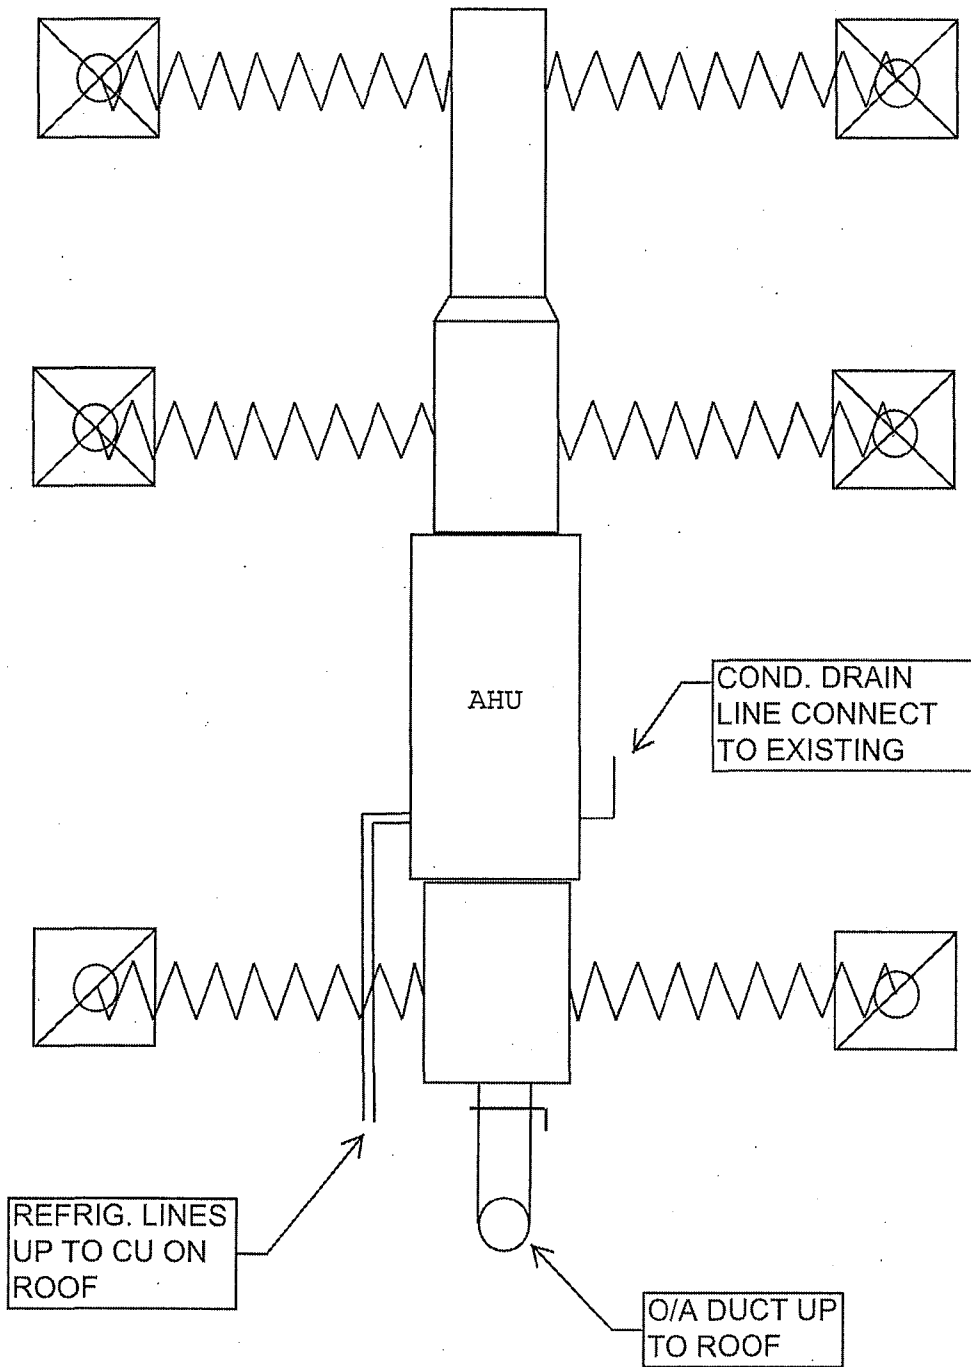 AHU
COND. DRAIN
LINE CONNECT
TO EXISTING
REFRIG. LINES
UP TO CU ON
ROOF
O/A DUCT UP
TO ROOF